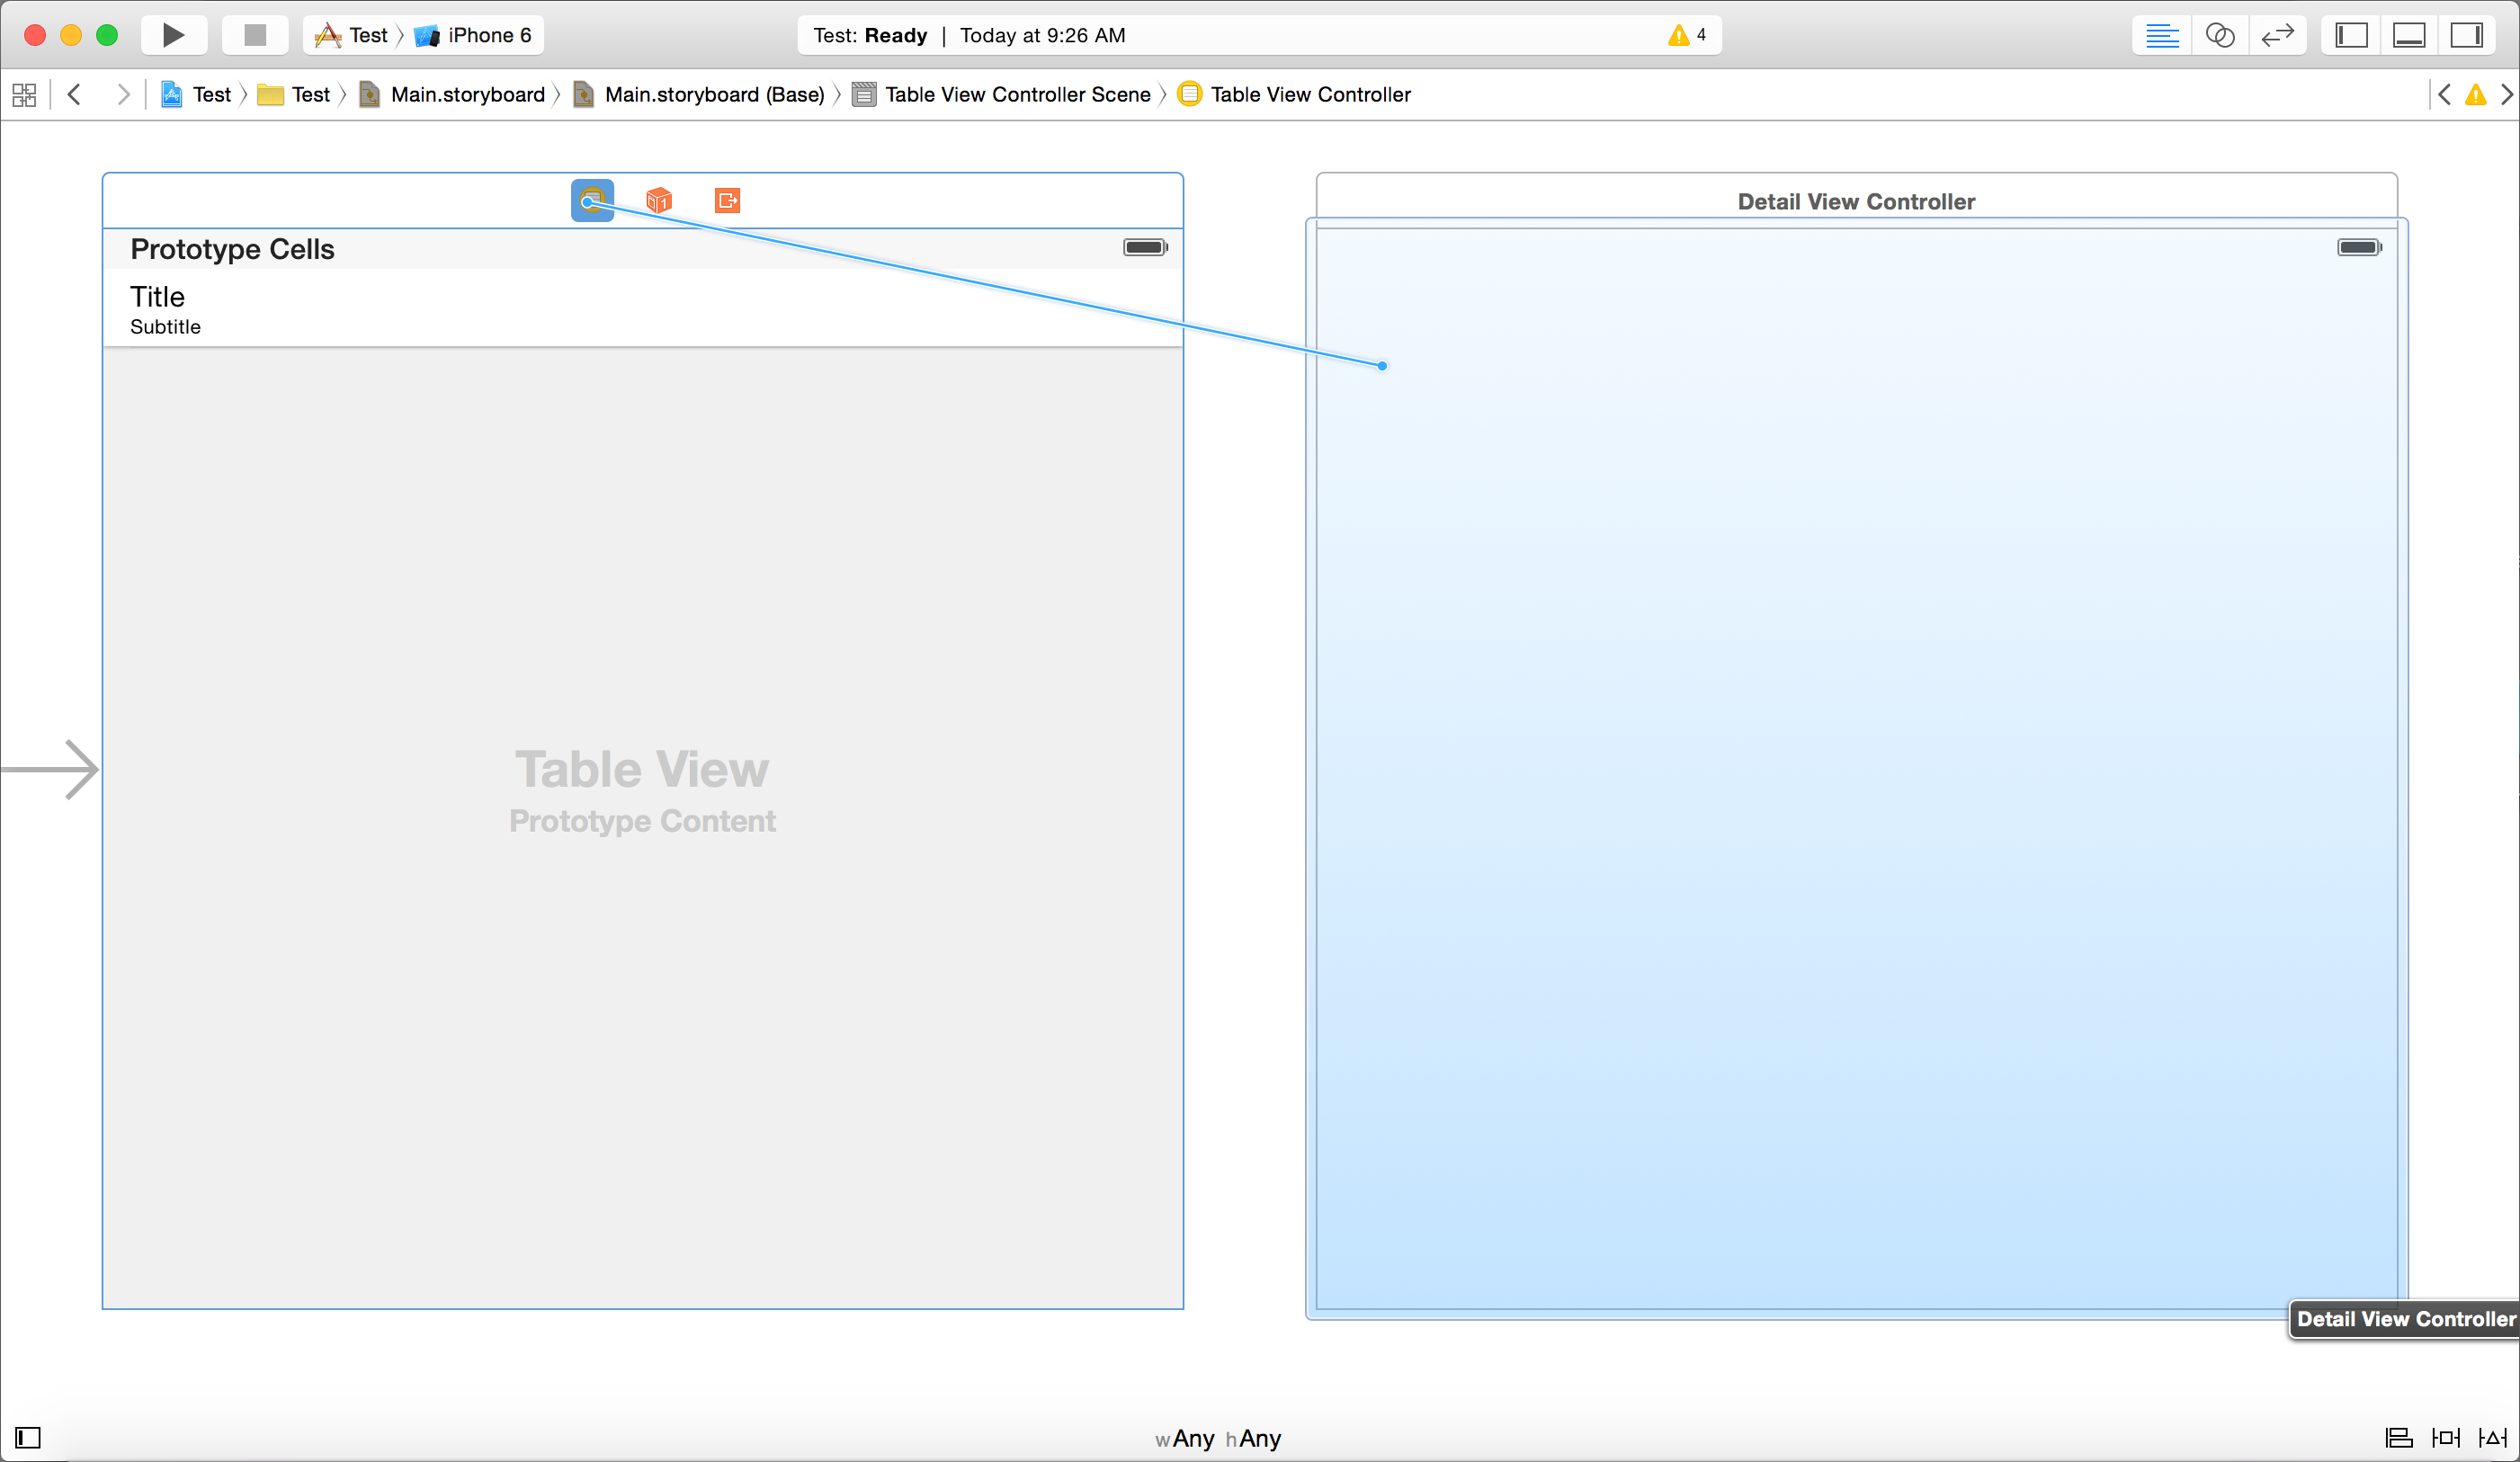 Test iPhone 6 Test: Ready | Today at 9:26 AM 4
Test Test Main.storyboard Main.storyboard (Base) Table View Controller Scene Table View Controller
1
Detail View Controller
Prototype Cells
Title
Subtitle
Table View
Prototype Content
Detail View Controller
wAny hAny